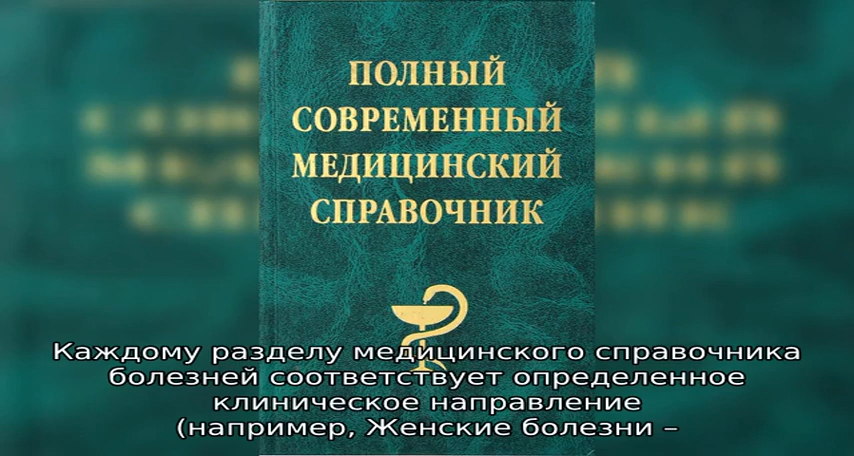 ПОЛНЫЙ
СОВРЕМЕННЫЙ
МЕДИЦИНСКИЙ
СПРАВОЧНИК
Каждому разделу медицинского справочника
болезней соответствует определенное
клиническое направление
(например, Женские болезни –